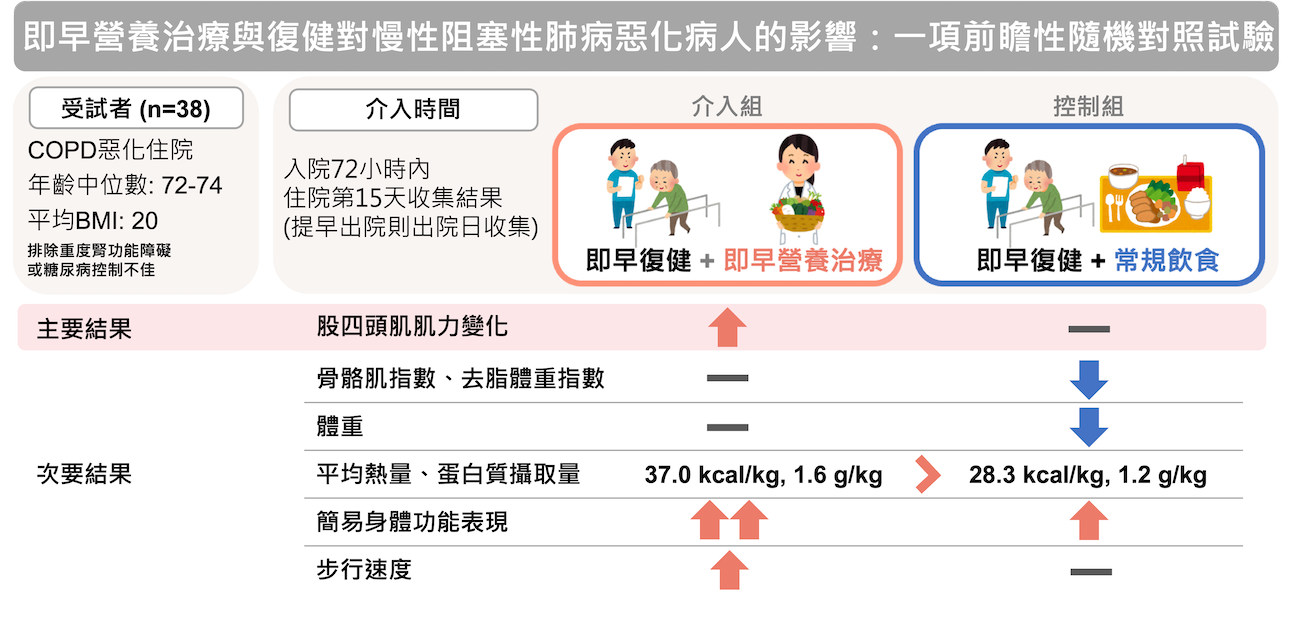 即早營養治療與復健對慢性阻塞性肺病惡化病人的影響：一項前瞻性隨機對照試驗
受試者 (n=38)
COPD惡化住院
年齡中位數: 72-74
平均BMI: 20
排除重度腎功能障礙
或糖尿病控制不佳
介入時間
入院72小時內
住院第15天收集結果
(提早出院則出院日收集)
介入組
即早復健 + 即早營養治療
控制組
即早復健 + 常規飲食
主要結果
股四頭肌肌力變化
次要結果
骨骼肌指數、去脂體重指數
體重
平均熱量、蛋白質攝取量
37.0 kcal/kg, 1.6 g/kg
28.3 kcal/kg, 1.2 g/kg
簡易身體功能表現
步行速度